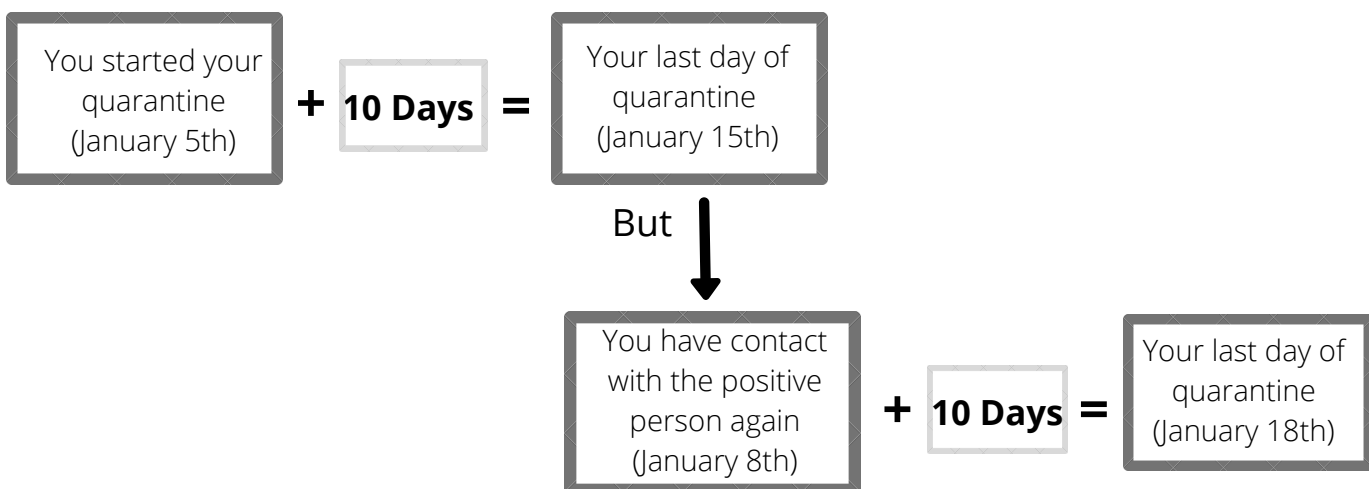 You started your
quarantine
(January 5th)
+
10 Days
=
Your last day of
quarantine
(January 15th)
But
You have contact
with the positive
person again
(January 8th)
+
10 Days
=
Your last day of
quarantine
(January 18th)